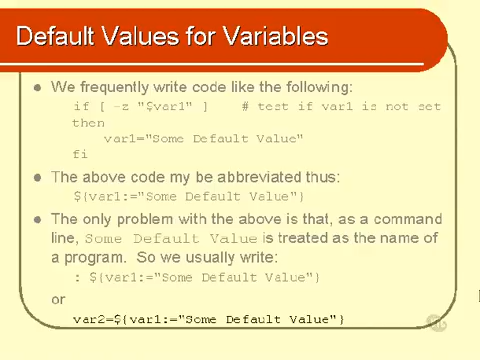 Default Values for Variables
We frequently write code like the following:
if [ -z "$var1" ] # test if var1 is not set
then
var1="Some Default Value"
fi
The above code my be abbreviated thus:
${var1:="Some Default Value"}
The only problem with the above is that, as a command
line, Some Default Value is treated as the name of
a program. So we usually write:
: ${var1:="Some Default Value"}
or
var2=${var1:="Some Default Value"}